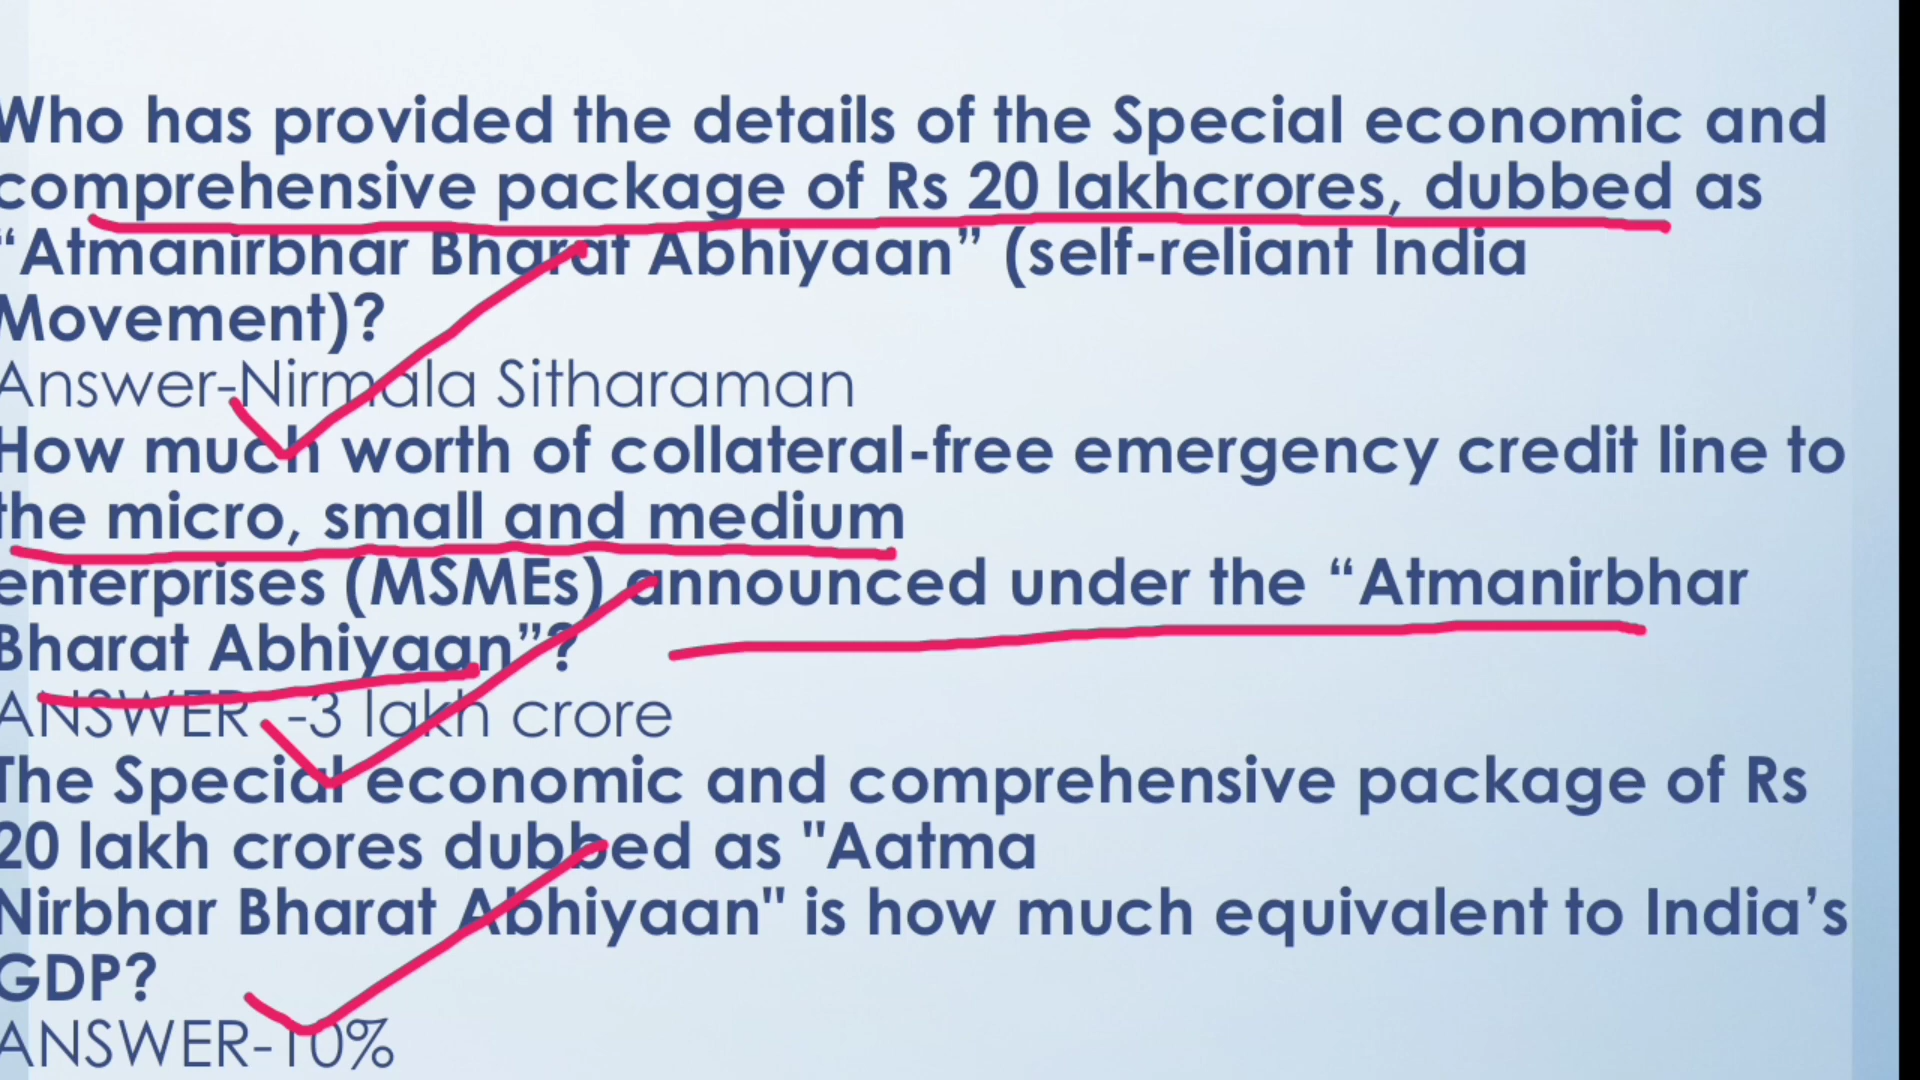 Who has provided the details of the Special economic and
comprehensive package of Rs 20 lakhcrores, dubbed as
“Atmanirbhar Bharat Abhiyaan” (self-reliant India
Movement)?
Answer-Nirmala Sitharaman
How much worth of collateral-free emergency credit line to
the micro, small and medium
enterprises (MSMEs) announced under the “Atmanirbhar
Bharat Abhiyaan”?
ANSWER -3 lakh crore
The Special economic and comprehensive package of Rs
20 lakh crores dubbed as "Aatma
Nirbhar Bharat Abhiyaan" is how much equivalent to India’s
GDP?
ANSWER-10%